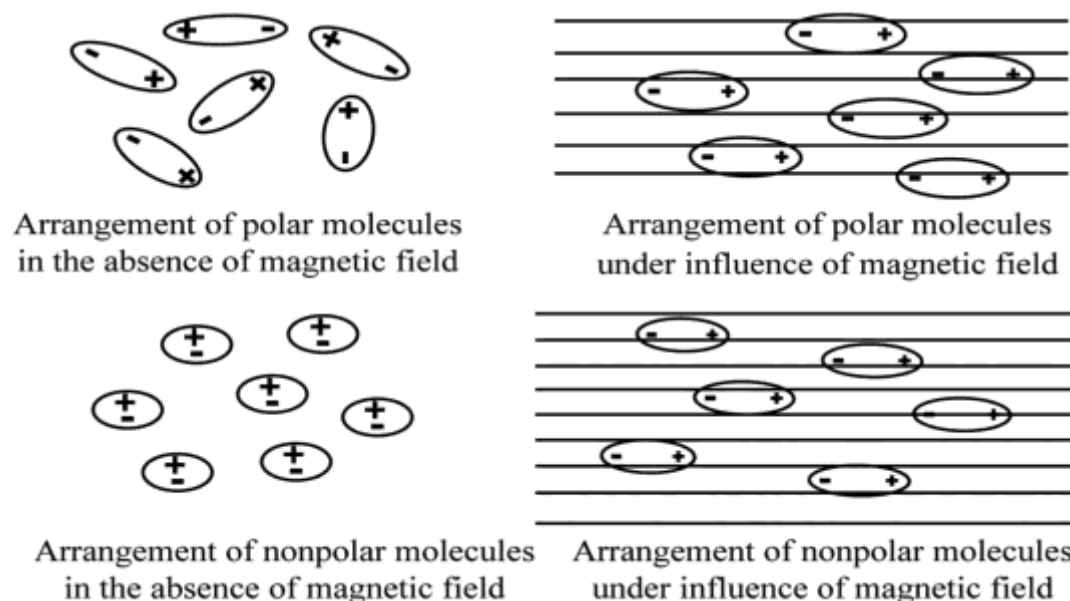 Arrangement of polar molecules
in the absence of magnetic field
Arrangement of polar molecules
under influence of magnetic field
Arrangement of nonpolar molecules
in the absence of magnetic field
Arrangement of nonpolar molecules
under influence of magnetic field